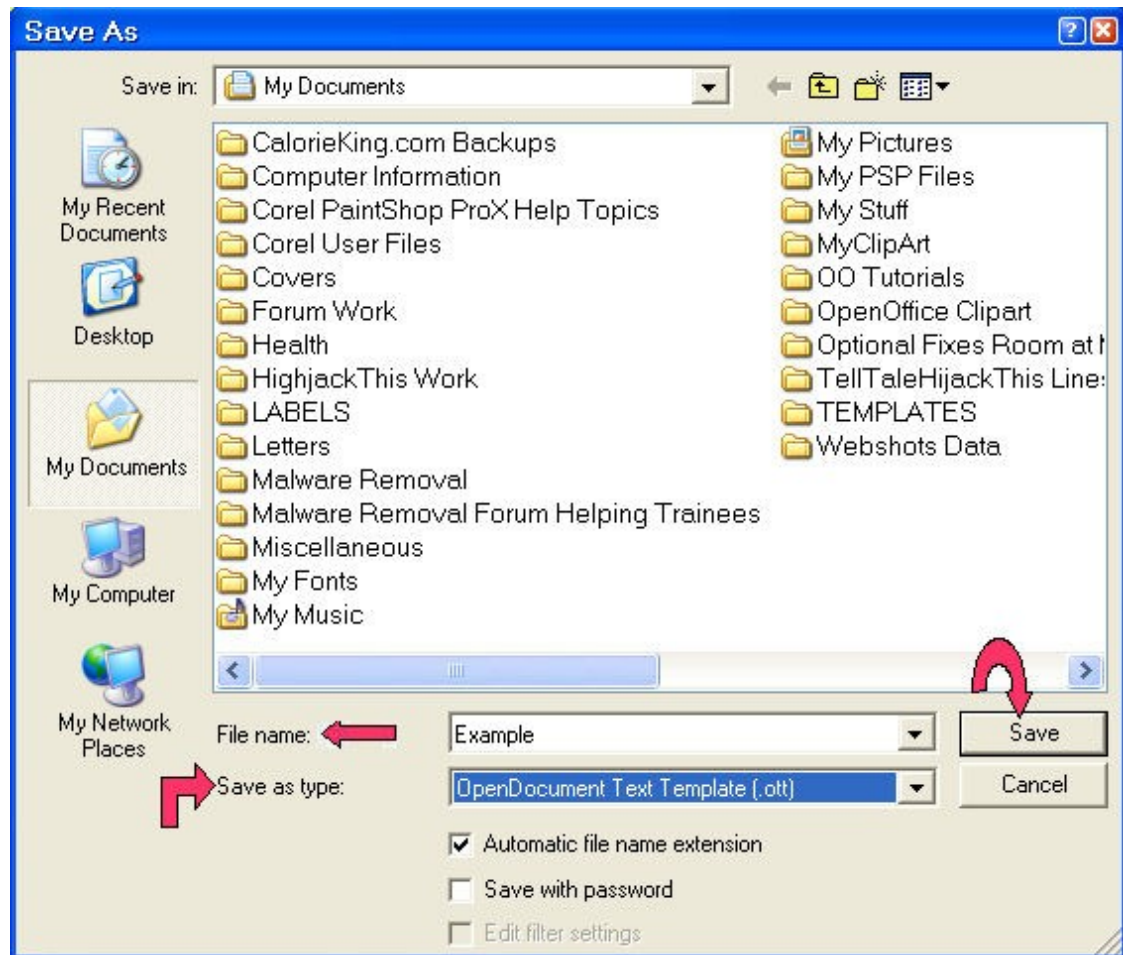 Save As
Save in:
My Documents
My Recent
Documents
Desktop
My Documents
My Computer
My Network
Places
CalorieKing.com Backups
Computer Information
Corel PaintShop ProX Help Topics
Corel User Files
Covers
Forum Work
Health
HighjackThis Work
LABELS
Letters
Malware Removal
Malware Removal Forum Helping Trainees
Miscellaneous
My Fonts
My Music
My Pictures
My PSP Files
My Stuff
MyClipArt
OO Tutorials
OpenOffice Clipart
Optional Fixes Room at
TellTaleHijackThis Line
TEMPLATES
Webshots Data
File name:
Example
Save
Save as type:
OpenDocument Text Template (.ott)
Cancel
Automatic file name extension
Save with password
Edit filter settings